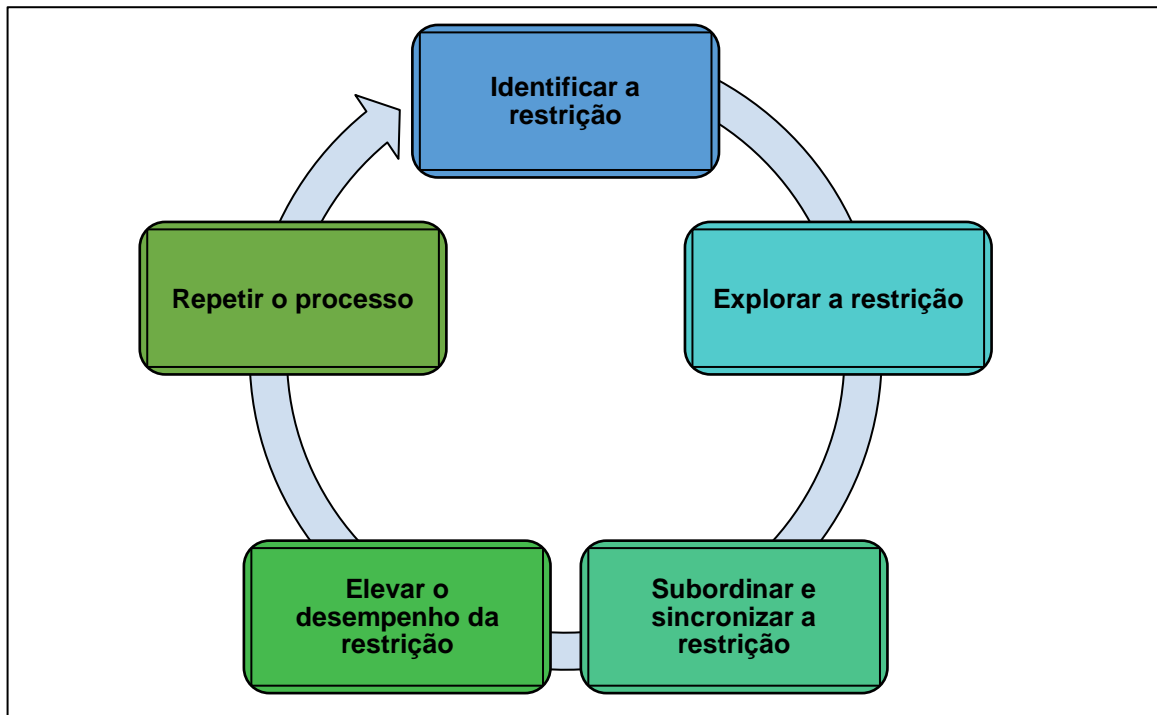 Identificar a
restrição
Explorar a restrição
Subordinar e
sincronizar a
restrição
Elevar o
desempenho da
restrição
Repetir o processo